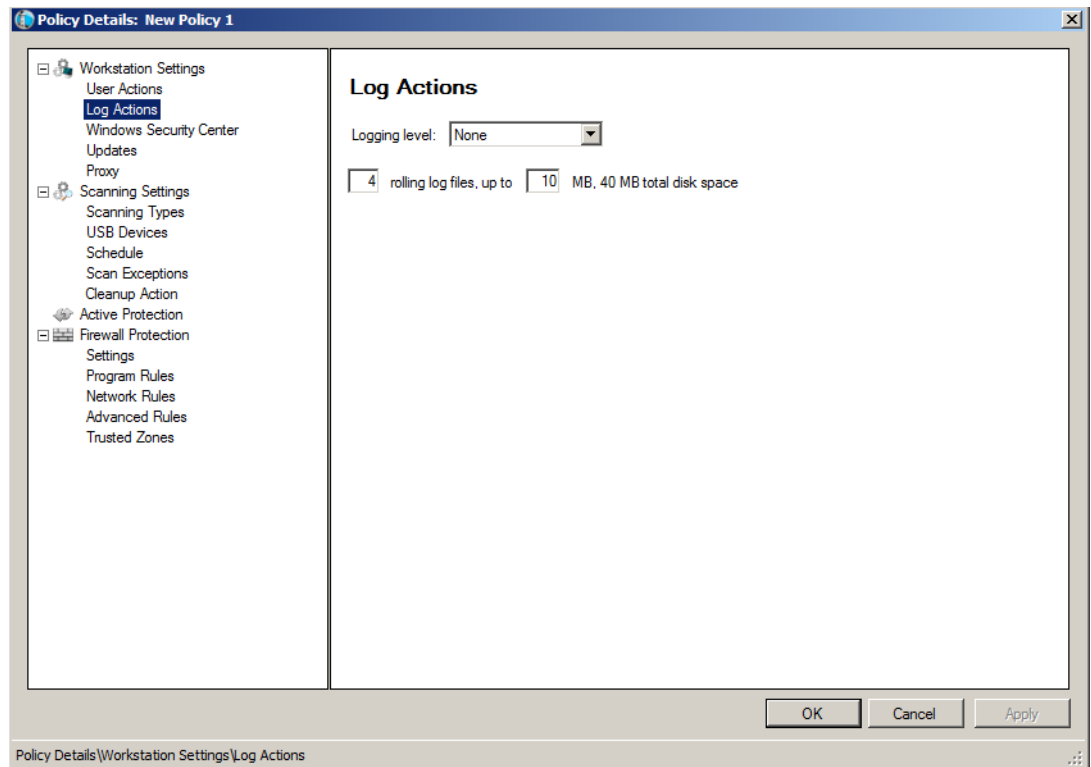 Policy Details: New Policy 1
Workstation Settings
User Actions
Log Actions
Windows Security Center
Updates
Proxy
Scanning Settings
Scanning Types
USB Devices
Schedule
Scan Exceptions
Cleanup Action
Active Protection
Firewall Protection
Settings
Program Rules
Network Rules
Advanced Rules
Trusted Zones
Log Actions
Logging level: None
4 rolling log files, up to 10 MB, 40 MB total disk space
OK Cancel Apply
Policy Details\Workstation Settings\Log Actions